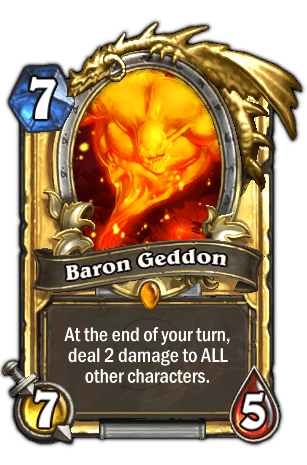 7
Baron Geddon
At the end of your turn,
deal 2 damage to ALL
other characters.
7
5